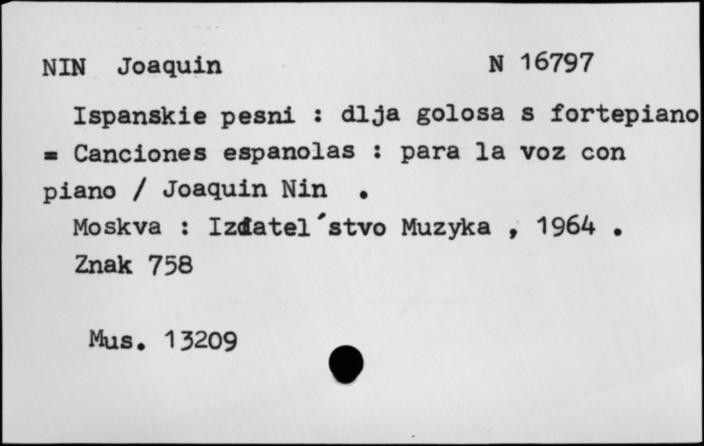 NIN Joaquin N 16797
Ispanskie pesni : dlja golosa s fortepiano
= Canciones espanolas : para la voz con
piano / Joaquin Nin .
Moskva : Izdatel´stvo Muzyka , 1964 .
Znak 758
Mus. 13209